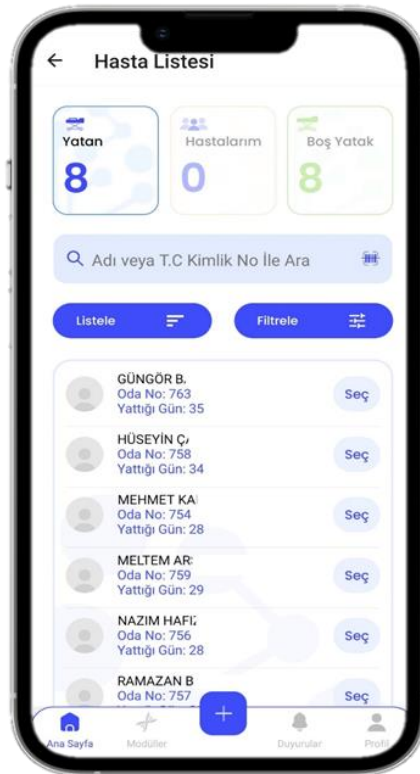 Hasta Listesi
Yatan
8
Hastalarım
0
Boş Yatak
8
Adı veya T.C Kimlik No İle Ara
Listele
Filtrele
GÜNGÖR B.
Oda No: 763
Yattığı Gün: 35
Seç
HÜSEYİN
Oda No: 758
Yattığı Gün: 34
Seç
MEHMET KA
Oda No: 754
Yattığı Gün: 28
Seç
MELTEM AR
Oda No: 759
Yattığı Gün: 29
Seç
NAZIM HAFI
Oda No: 756
Yattığı Gün: 28
Seç
RAMAZAN B
Oda No: 757
Seç
Ana Sayfa
Modüller
Duyurular
Profil